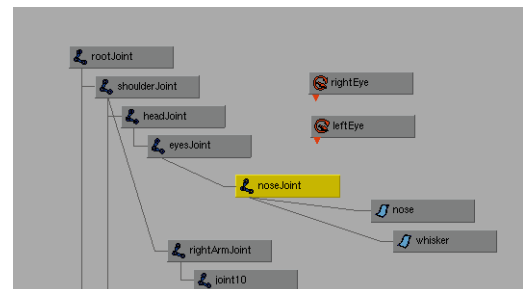 rootJoint
shoulderJoint
rightEye
headJoint
leftEye
eyesJoint
noseJoint
nose
whisker
rightArmJoint
joint10